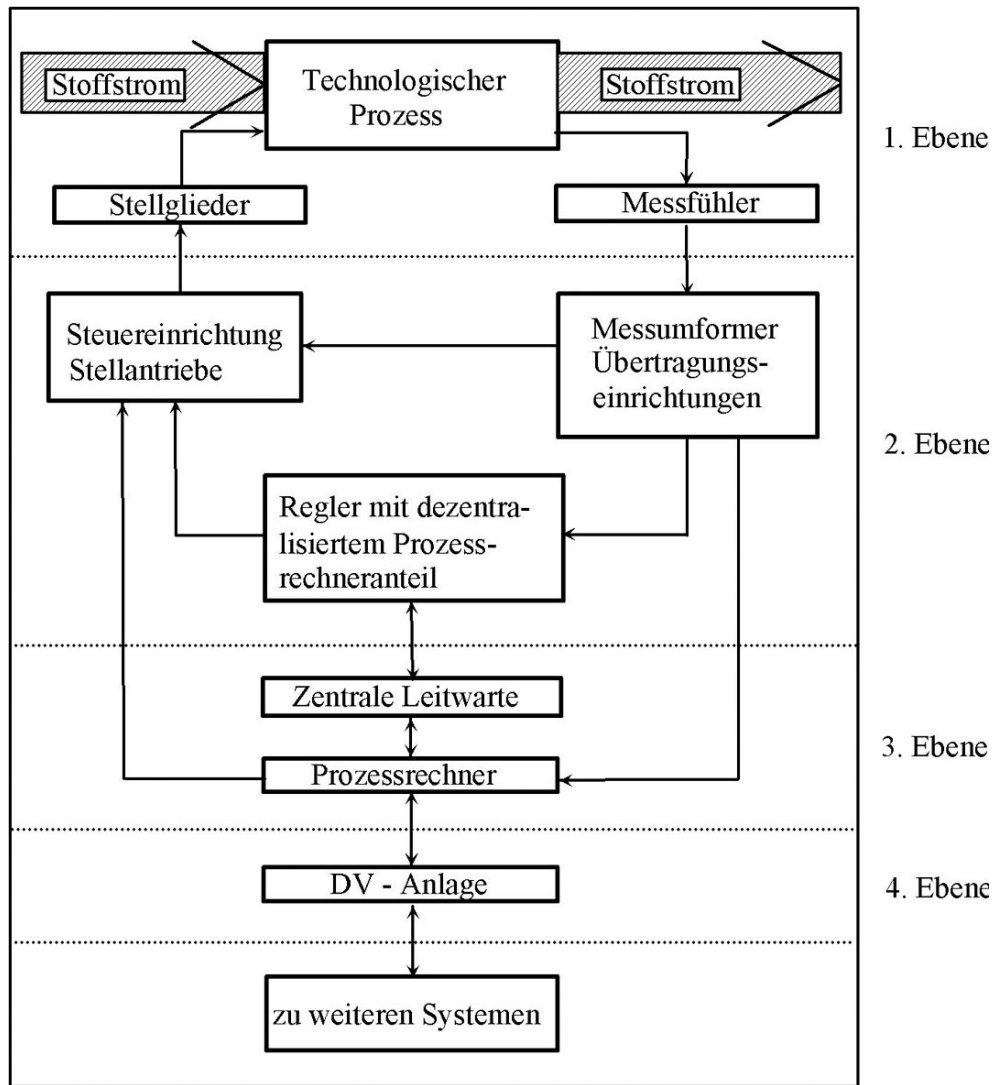 Stoffstrom
Technologischer
Prozess
Stoffstrom
1. Ebene
Stellglieder
Messfühler
Steuereinrichtung
Stellantriebe
Messumformer
Übertragungs-
einrichtungen
2. Ebene
Regler mit dezentra-
lisiertem Prozess-
rechneranteil
Zentrale Leitwarte
3. Ebene
Prozessrechner
DV - Anlage
4. Ebene
zu weiteren Systemen